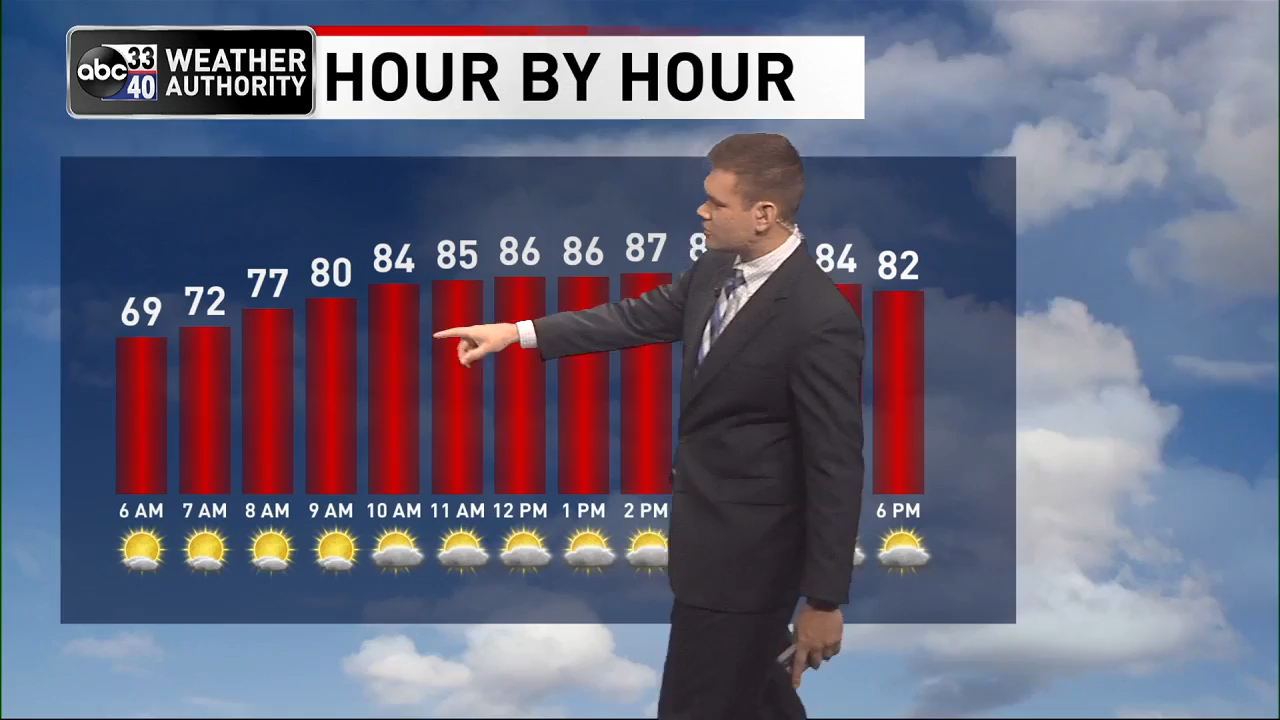 abc 33 40 WEATHER AUTHORITY
HOUR BY HOUR
69 72 77 80 84 85 86 86 87 84 82
6 AM 7 AM 8 AM 9 AM 10 AM 11 AM 12 PM 1 PM 2 PM 6 PM